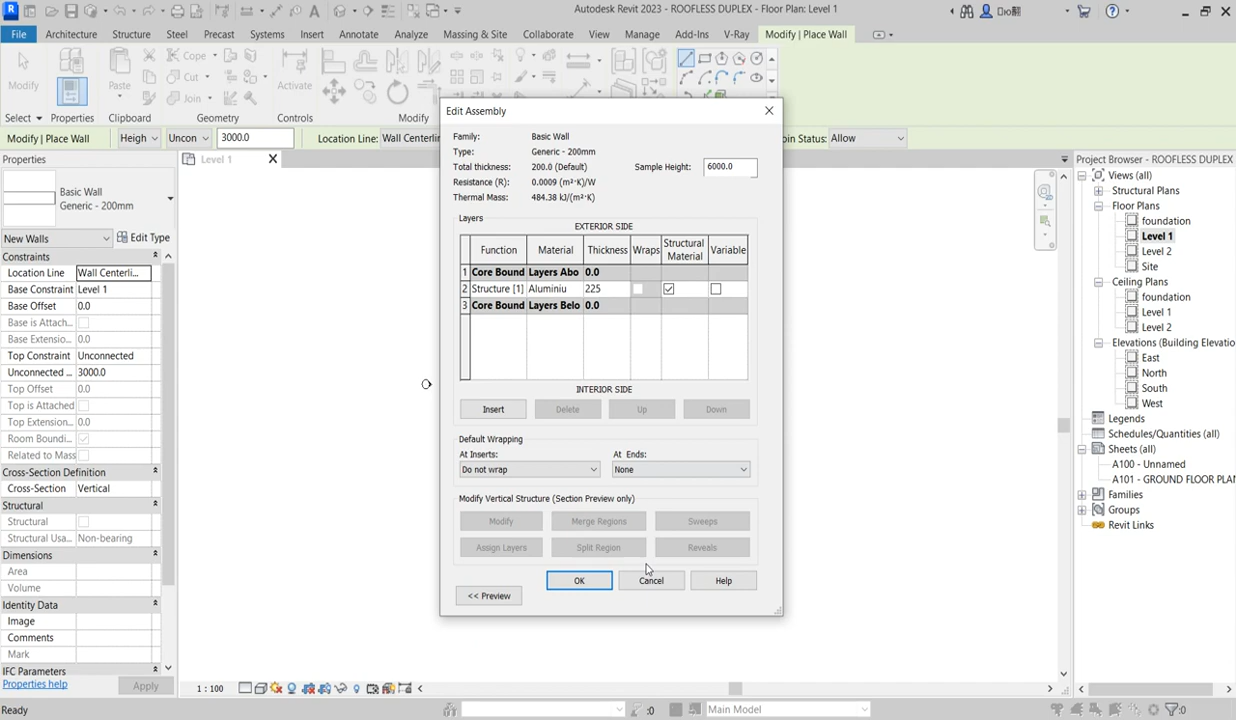 Autodesk Revit 2023 - ROOFLESS DUPLEX - Floor Plan: Level 1
File Architecture Structure Steel Precast Systems Insert Annotate Analyze Massing & Site Collaborate View Manage Add-Ins V-Ray Modify | Place Wall
Cope
Modify Paste Cut Activate
Join
Select Properties Clipboard Geometry Controls Modify
Modify | Place Wall Heigh Uncon 3000.0 Location Line: Wall Centerlin oin Status: Allow
Properties
Level 1
Basic Wall
Generic - 200mm
New Walls Edit Type
Constraints
Location Line Wall Centerli...
Base Constraint Level 1
Base Offset 0.0
Base is Attach...
Base Extensio... 0.0
Top Constraint Unconnected
Unconnected ... 3000.0
Top Offset 0.0
Top is Attached
Top Extension... 0.0
Room Boundi...
Related to Mass
Cross-Section Definition
Cross-Section Vertical
Structural
Structural
Structural Usa... Non-bearing
Dimensions
Area
Volume
Identity Data
Image
Comments
Mark
IFC Parameters
Properties help Apply
Edit Assembly
Family: Basic Wall
Type: Generic - 200mm
Total thickness: 200.0 (Default) Sample Height: 6000.0
Resistance (R): 0.0009 (m²·K)/W
Thermal Mass: 484.38 kJ/(m²·K)
Layers
EXTERIOR SIDE
Function Material Thickness Wraps Structural Material Variable
1 Core Bound Layers Abo 0.0
2 Structure [1] Aluminiu 225
3 Core Bound Layers Belo 0.0
INTERIOR SIDE
Insert Delete Up Down
Default Wrapping
At Inserts: At Ends:
Do not wrap None
Modify Vertical Structure (Section Preview only)
Modify Merge Regions Sweeps
Assign Layers Split Region Reveals
OK Cancel Help
<< Preview
Project Browser - ROOFLESS DUPLEX
Views (all)
Structural Plans
Floor Plans
foundation
Level 1
Level 2
Site
Ceiling Plans
foundation
Level 1
Level 2
Elevations (Building Elevatio
East
North
South
West
Legends
Schedules/Quantities (all)
Sheets (all)
A100 - Unnamed
A101 - GROUND FLOOR PLAN
Families
Groups
Revit Links
1 : 100
Ready :0 Main Model :0